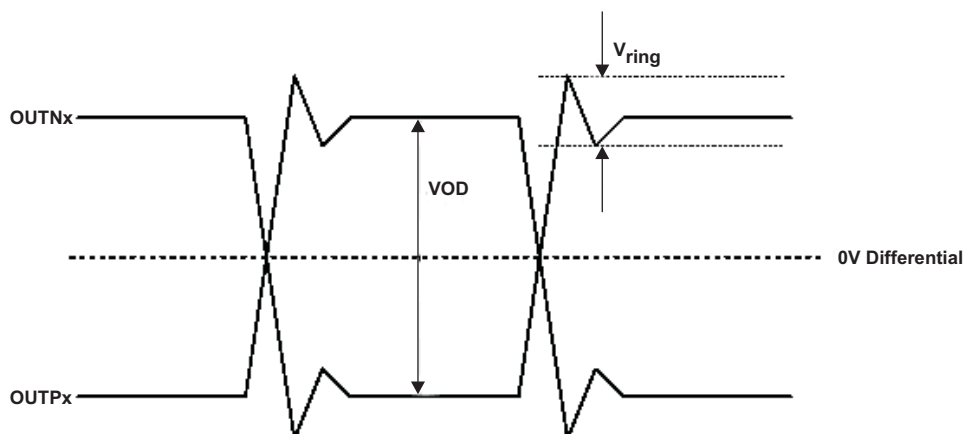 V_ring
OUTNx
VOD
0V Differential
OUTPx